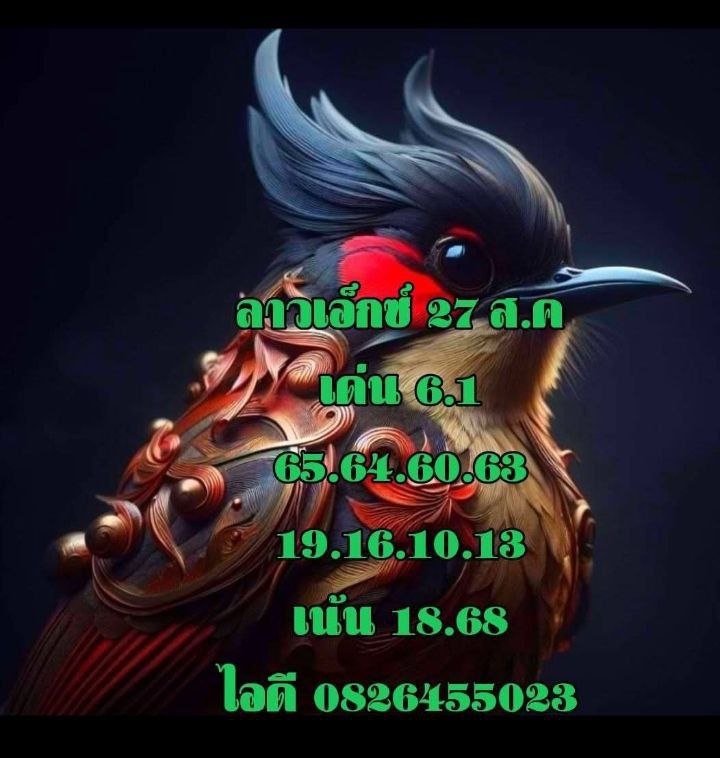 ลาวเอ็กซ์ 27 ส.ค
เด่น 6.1
65.64.60.63
19.16.10.13
เน้น 18.68
ไอดี 0826455023